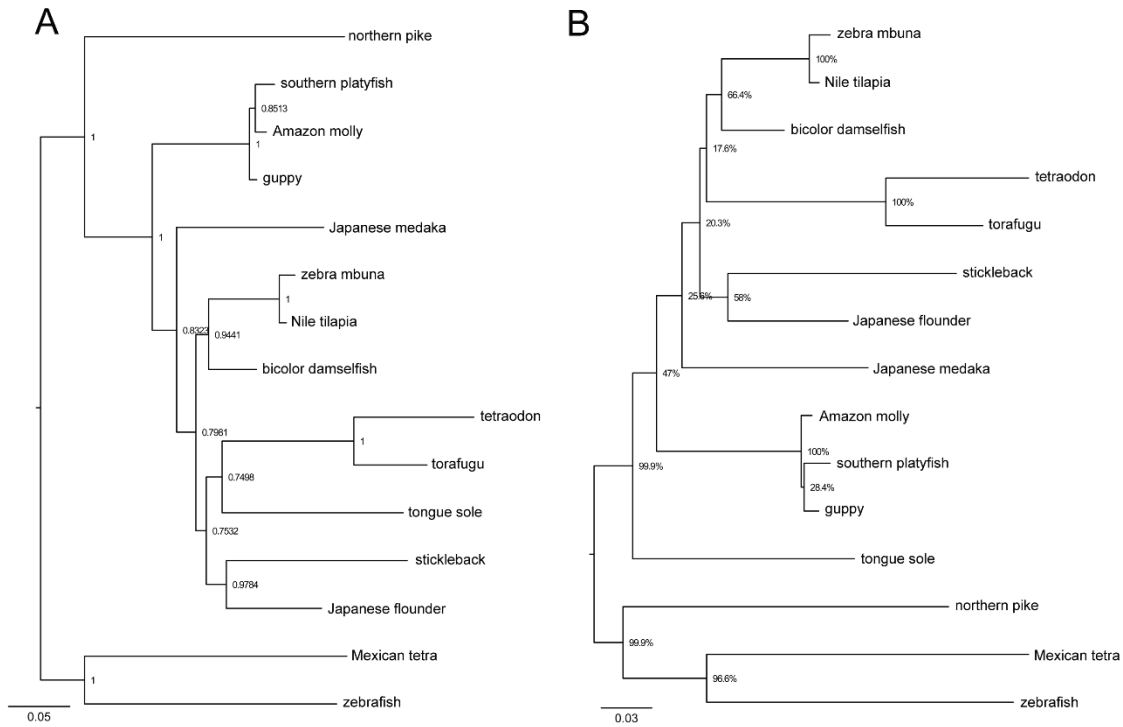 A
northern pike
southern platyfish
0.8513
Amazon molly
1
1
guppy
Japanese medaka
1
zebra mbuna
1
Nile tilapia
0.8323
0.9441
bicolor damselfish
tetraodon
0.7981
1
torafugu
0.7498
tongue sole
0.7532
stickleback
0.9784
Japanese flounder
Mexican tetra
1
zebrafish
0.05
B
zebra mbuna
100%
Nile tilapia
66.4%
bicolor damselfish
17.6%
tetraodon
100%
20.3%
torafugu
stickleback
25.6%
58%
Japanese flounder
Japanese medaka
47%
Amazon molly
100%
southern platyfish
99.9%
28.4%
guppy
tongue sole
northern pike
99.9%
Mexican tetra
96.6%
zebrafish
0.03